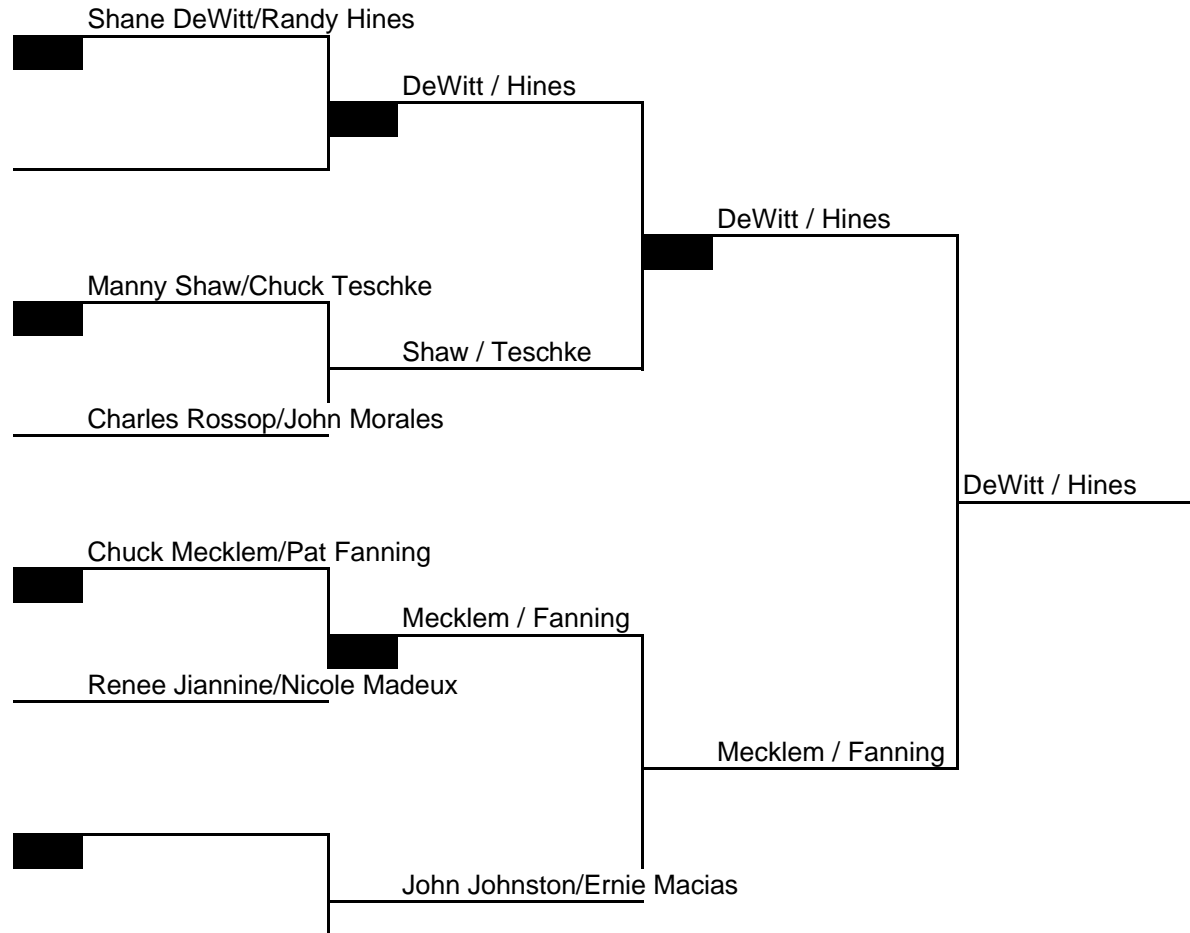 Shane DeWitt/Randy Hines
DeWitt / Hines
DeWitt / Hines
Manny Shaw/Chuck Teschke
Shaw / Teschke
Charles Rossop/John Morales
DeWitt / Hines
Chuck Mecklem/Pat Fanning
Mecklem / Fanning
Renee Jiannine/Nicole Madeux
Mecklem / Fanning
John Johnston/Ernie Macias